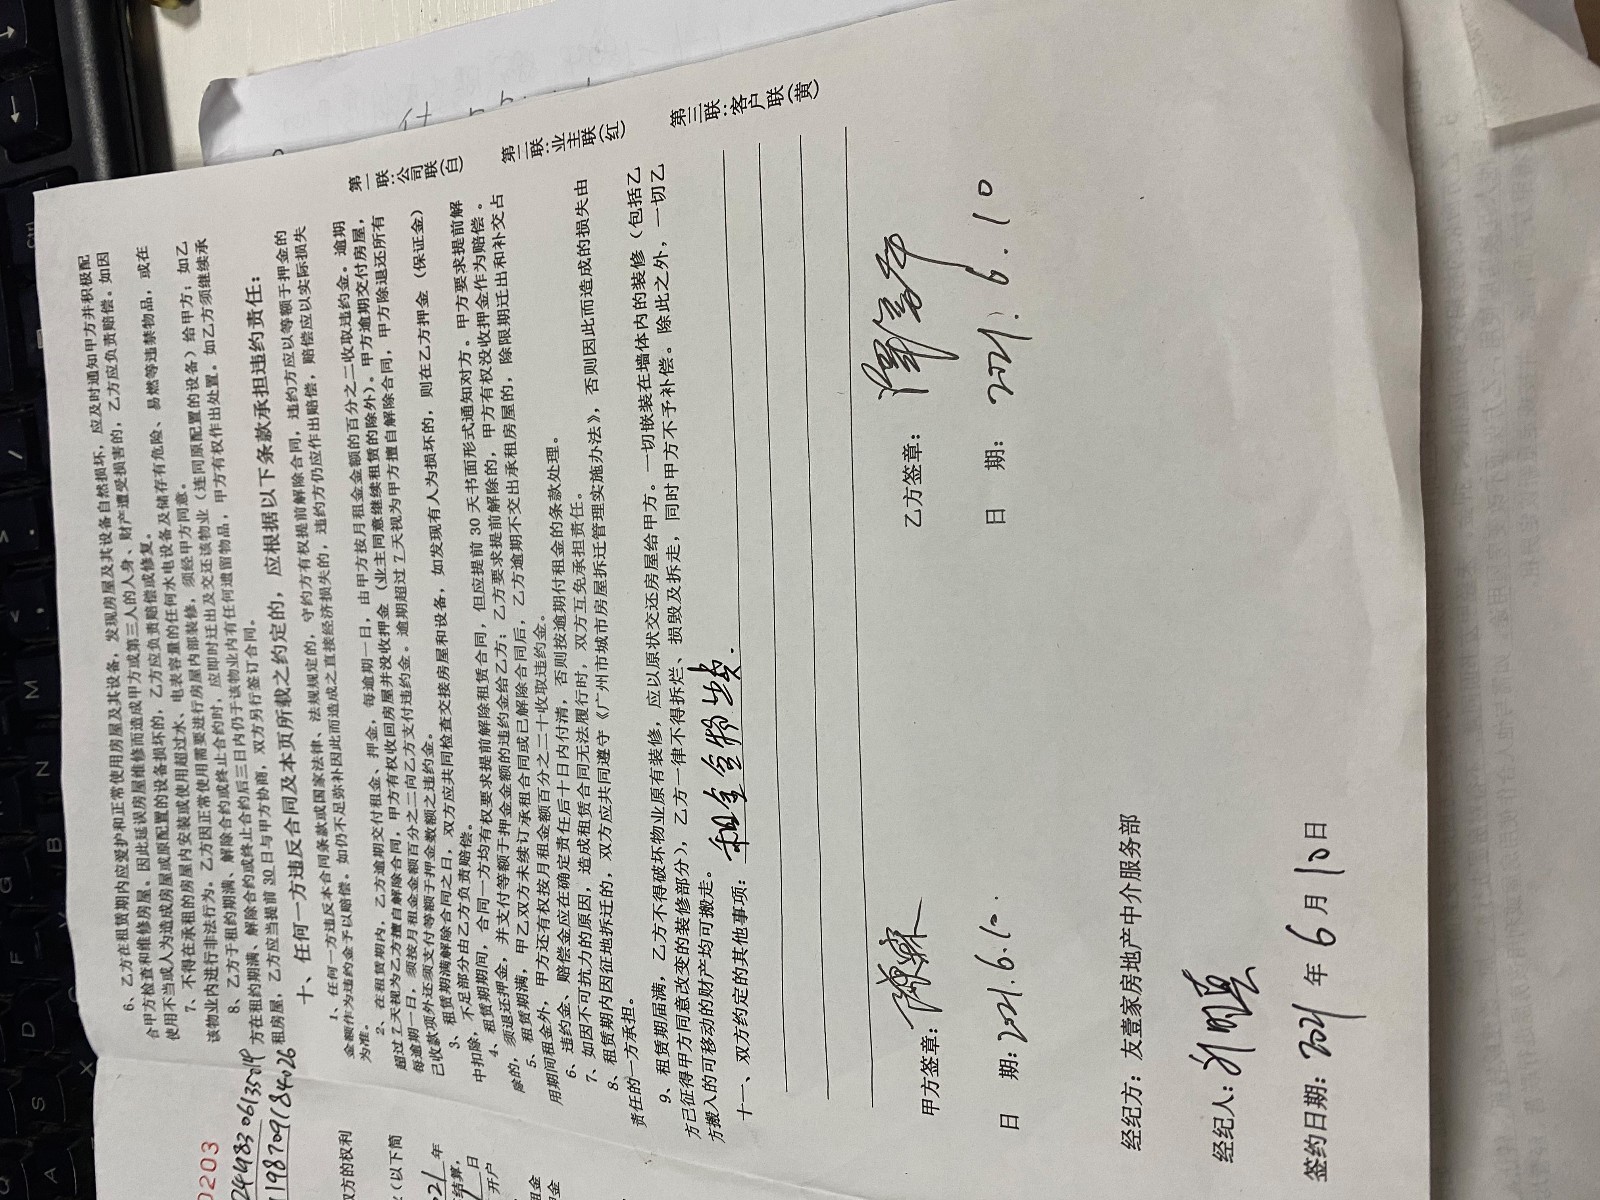 6、乙方在租赁期内应爱护和正常使用房屋及其设备，发现房屋及其设备自然损坏，应及时通知甲方并积极配
合甲方检查和维修房屋。因此延误房屋维修而造成甲方或第三人的人身、财产遭受损害的，乙方应负责赔偿。如因
使用不当或人为造成房屋或原配置的设备损坏的，乙方应负责赔偿或修复。
7、不得在承租的房屋内安装或使用超过水、电表容量的任何水电设备及储存有危险、易燃等违禁物品，或在
该物业内进行非法行为。乙方因正常使用需要进行房屋内部装修，须经甲方同意。
8、乙方于租约期满、解除合约或终止合约时，应即时迁出及交还该物业（连同原配置的设备）给甲方；如乙
方在租约期满、解除合约或终止合约后三日内仍于该物业内有任何遗留物品，甲方有权作出处置。如乙方须继续承
租房屋，乙方应当提前30日与甲方协商，双方另行签订合同。
十、任何一方违反合同及本页所载之约定的，应根据以下条款承担违约责任：
1、任何一方违反本合同条款或国家法律、法规规定的，守约方有权提前解除合同，违约方应以等额于押金的
金额作为违约金予以赔偿。如仍不足弥补因此而造成之直接经济损失的，违约方仍应作出赔偿，赔偿应以实际损失
为准。
2、在租赁期内，乙方逾期交付租金、押金，每逾期一日，由甲方按月租金金额的百分之二收取违约金。逾期
超过7天视为乙方擅自解除合同，甲方有权收回房屋并没收押金（业主同意继续租赁的除外）。甲方逾期交付房屋，
每逾期一日，须按月租金金额百分之二向乙方支付违约金。逾期超过7天视为甲方擅自解除合同，甲方除退还所有
已收款项外还须支付等额于押金数额之违约金。
3、租赁期满解除合同之日，双方应共同检查交接房屋和设备，如发现有人为损坏的，则在乙方押金（保证金）
中扣除，不足部分由乙方负责赔偿。
4、租赁期期间，合同一方均有权要求提前解除租赁合同，但应提前30天书面形式通知对方。甲方要求提前解
除的，须退还押金，并支付等额于押金金额的违约金给乙方；乙方要求提前解除的，甲方有权没收押金作为赔偿。
5、租赁期满，甲乙双方未续订承租合同或已解除合同后，乙方逾期不交出承租房屋的，除限期迁出和补交占
用期间租金外，甲方还有权按月租金额百分之二十收取违约金。
6、违约金、赔偿金应在确定责任后十日内付清，否则按逾期付租金的条款处理。
7、如因不可抗力的原因，造成租赁合同无法履行时，双方互免承担责任。
8、租赁期内因征地拆迁的，双方应共同遵守《广州市城市房屋拆迁管理实施办法》，否则因此而造成的损失由
责任的一方承担。
9、租赁期届满，乙方不得破坏物业原有装修，应以原状交还房屋给甲方。一切嵌装在墙体内的装修（包括乙
方已征得甲方同意改变的装修部分），乙方一律不得拆烂、损毁及拆走，同时甲方不予补偿。除此之外，一切乙
方搬入的可移动的财产均可搬走。
十一、双方约定的其他事项：租金含物业费.
甲方签章：
乙方签章：
日 期：2021.6.10.
日 期：2021.6.10
经纪方：友壹家房地产中介服务部
经纪人：
签约日期：2021年6月10日
第一联：公司联（白）
第二联：业主联（红）
第三联：客户联（黄）
0203
双方的权利
（以下简
年
结算，
日
开户